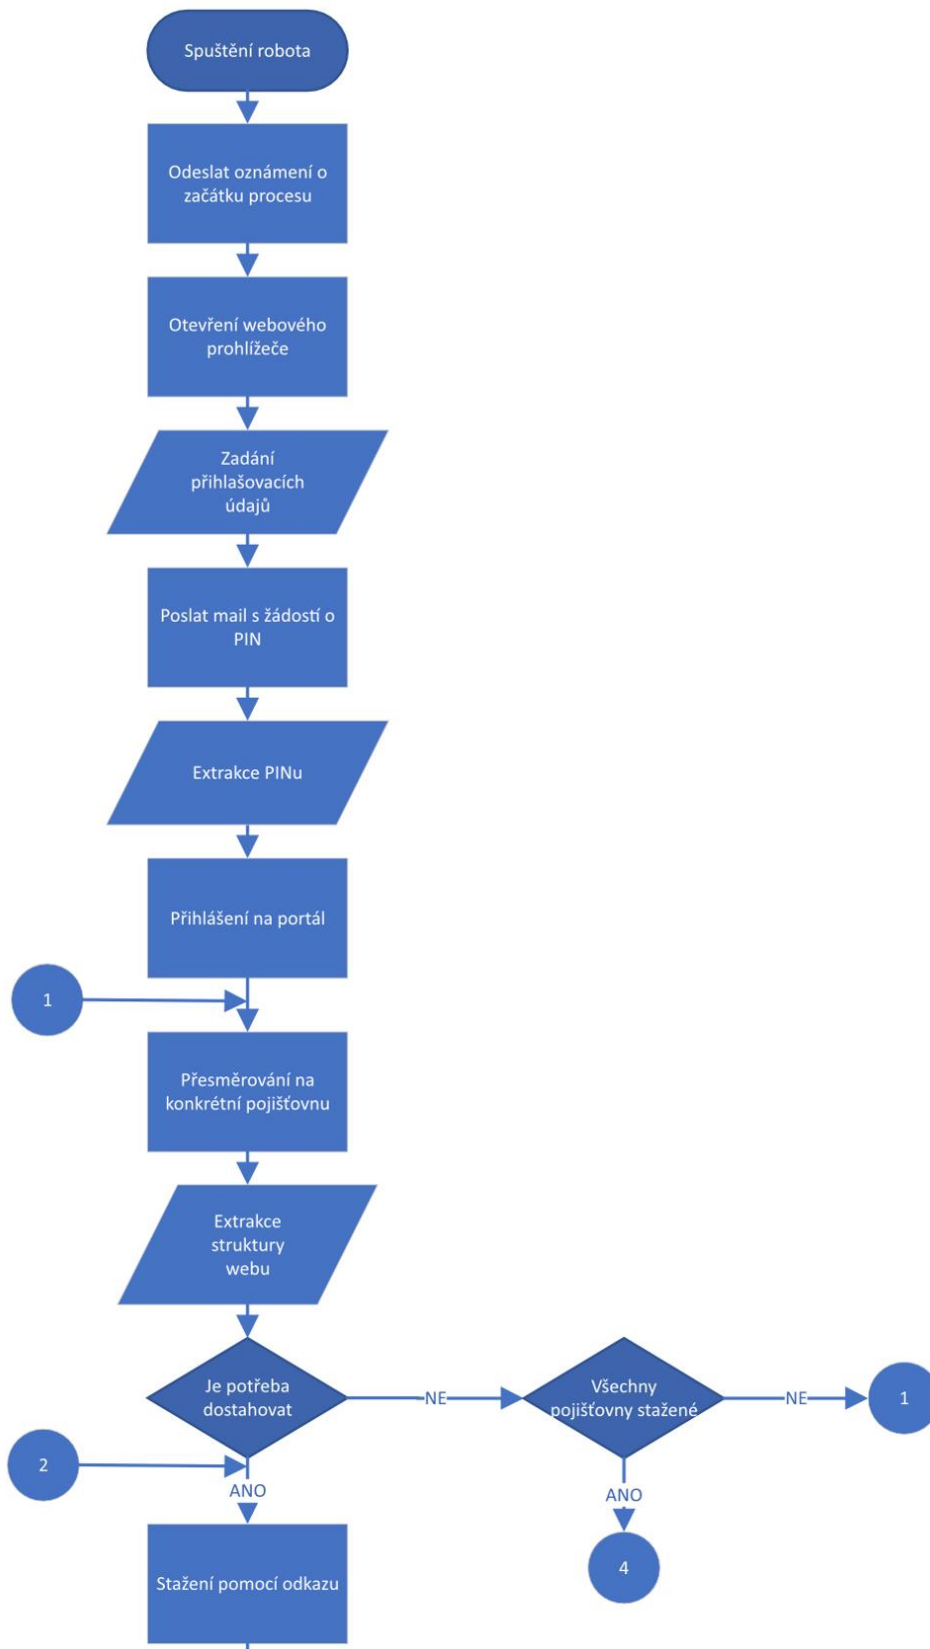 Spuštění robota
Odeslat oznámení o
začátku procesu
Otevření webového
prohlížeče
Zadání
přihlašovacích
údajů
Poslat mail s žádostí o
PIN
Extrakce PINu
Přihlášení na portál
1
Přesměrování na
konkrétní pojišťovnu
Extrakce
struktury
webu
Je potřeba
dostahovat
NE
Všechny
pojišťovny stažené
NE
1
2
ANO
ANO
4
Stažení pomocí odkazu